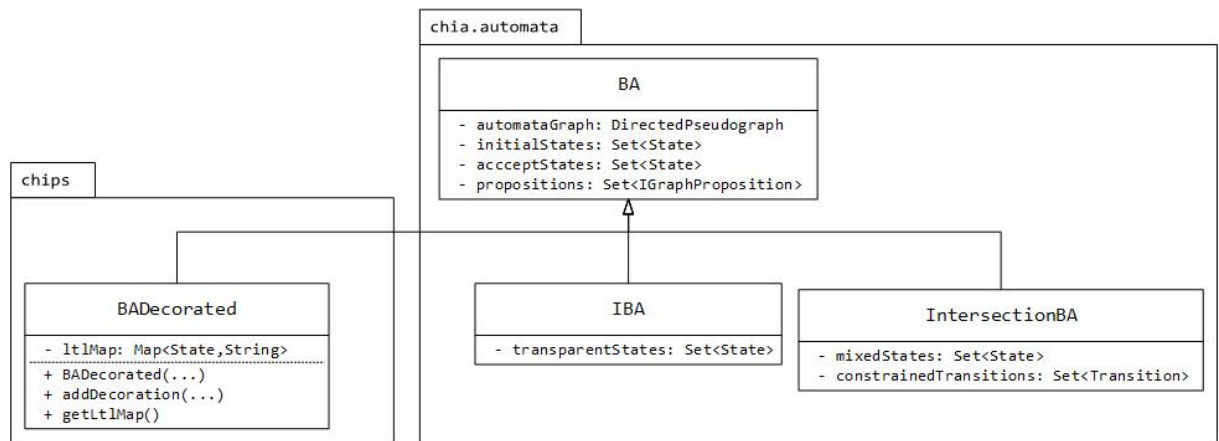 chia.automata
BA
- automataGraph: DirectedPseudograph
- initialStates: Set<State>
- accceptStates: Set<State>
- propositions: Set<IGraphProposition>
chips
BADecorated
- ltlMap: Map<State,String>
+ BADecorated(...)
+ addDecoration(...)
+ getLtlMap()
IBA
- transparentStates: Set<State>
IntersectionBA
- mixedStates: Set<State>
- constrainedTransitions: Set<Transition>